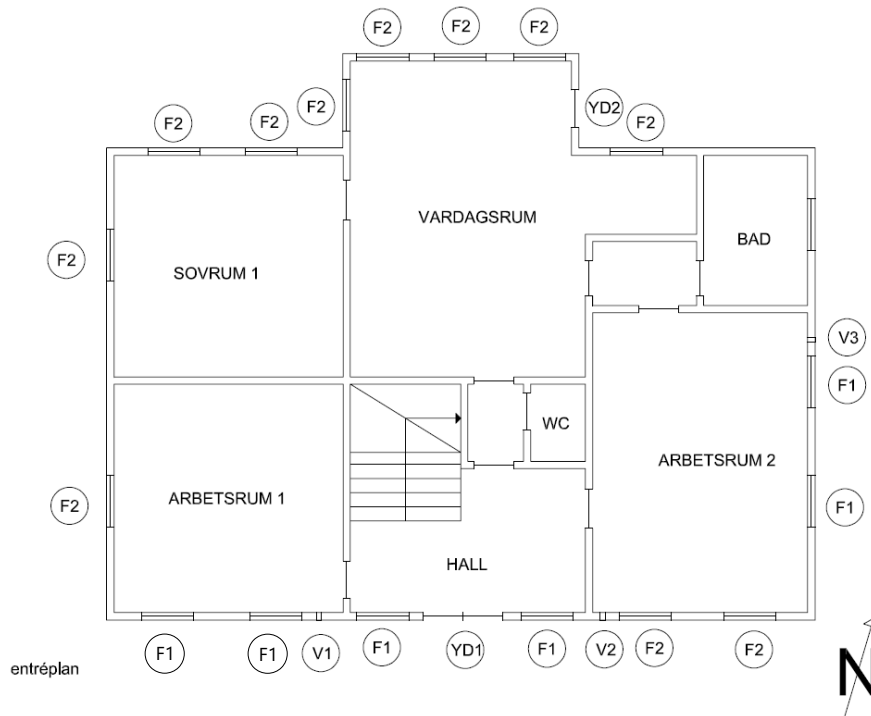 F2
F2
F2
F2
F2
F2
YD2
F2
VARDAGSRUM
BAD
F2
SOVRUM 1
V3
F1
WC
ARBETSRUM 2
F2
ARBETSRUM 1
F1
HALL
F1
F1
V1
F1
YD1
F1
V2
F2
F2
entréplan
N